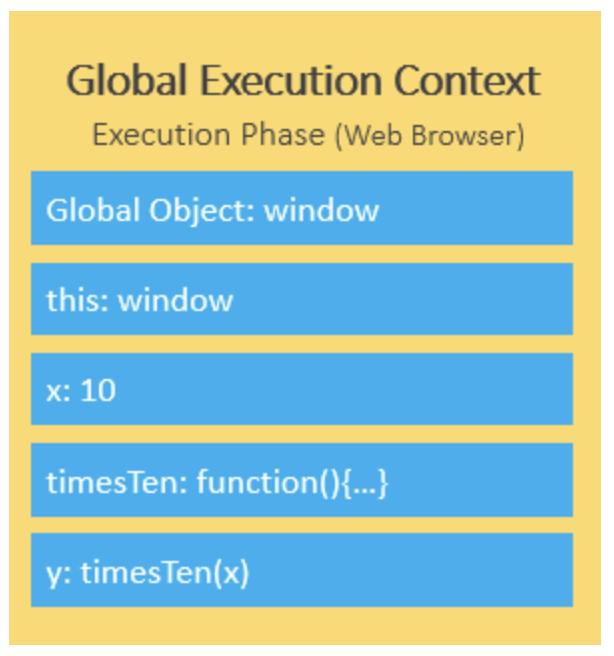 Global Execution Context
Execution Phase (Web Browser)
Global Object: window
this: window
x: 10
timesTen: function(){...}
y: timesTen(x)